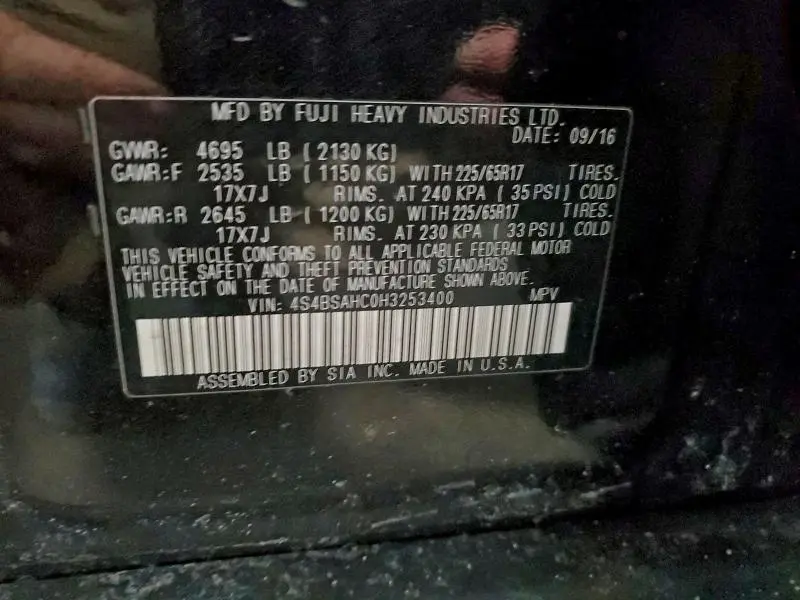 MFD BY FUJI HEAVY INDUSTRIES LTD.
DATE: 09/16
GVWR: 4695 LB ( 2130 KG)
GAWR:F 2535 LB ( 1150 KG) WITH 225/65R17 TIRES.
17X7J RIMS. AT 240 KPA ( 35 PSI) COLD
GAWR:R 2645 LB ( 1200 KG) WITH 225/65R17 TIRES.
17X7J RIMS. AT 230 KPA ( 33 PSI) COLD
THIS VEHICLE CONFORMS TO ALL APPLICABLE FEDERAL MOTOR
VEHICLE SAFETY AND THEFT PREVENTION STANDARDS
IN EFFECT ON THE DATE OF MANUFACTURE SHOWN ABOVE.
VIN: 4S4BSAHC0H3253400 MPV
ASSEMBLED BY SIA INC. MADE IN U.S.A.